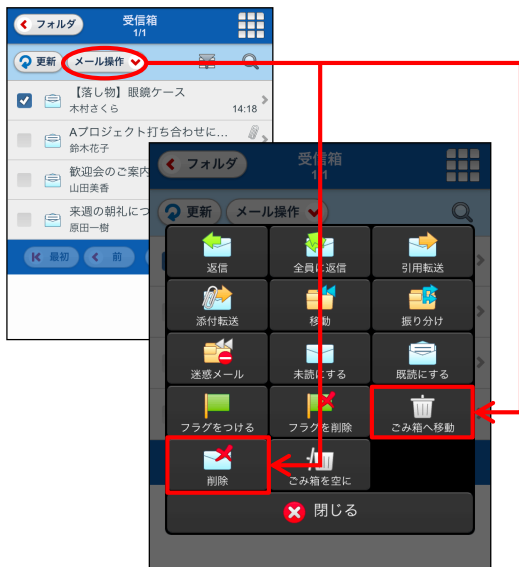 フォルダ
受信箱
1/1
更新
メール操作
【落し物】眼鏡ケース
木村さくら
14:18
Aプロジェクト打ち合わせに...
鈴木花子
歓迎会のご案内
山田美香
来週の朝礼につ
原田一樹
最初
前
フォルダ
受信箱
1/1
更新
メール操作
返信
全員に返信
引用転送
添付転送
移動
振り分け
迷惑メール
未読にする
既読にする
フラグをつける
フラグを削除
ごみ箱へ移動
削除
ごみ箱を空に
閉じる